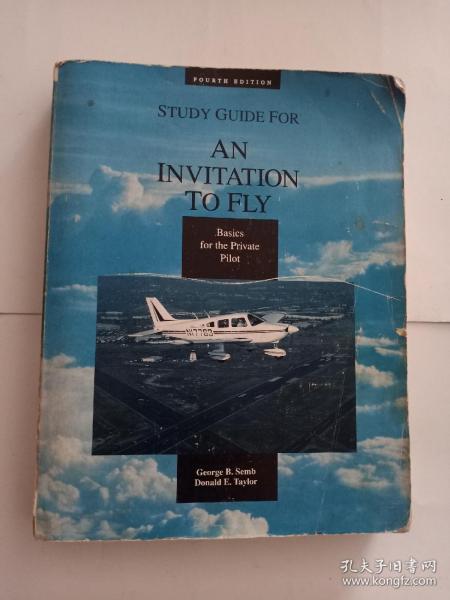 FOURTH EDITION
STUDY GUIDE FOR
AN
INVITATION
TO FLY
Basics
for the Private
Pilot
N17763
George B. Semb
Donald E. Taylor
孔夫子旧书网
www.kongfz.com